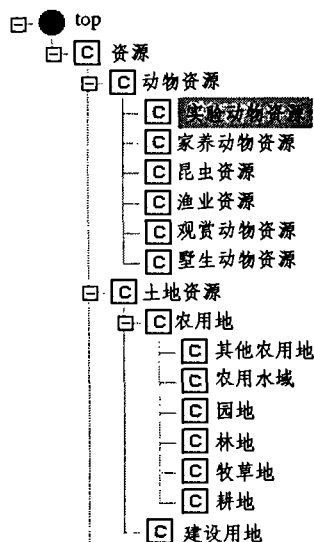 top
C 资源
C 动物资源
C 实验动物资源
C 家养动物资源
C 昆虫资源
C 渔业资源
C 观赏动物资源
C 野生动物资源
C 土地资源
C 农用地
C 其他农用地
C 农用水域
C 园地
C 林地
C 牧草地
C 耕地
C 建设用地